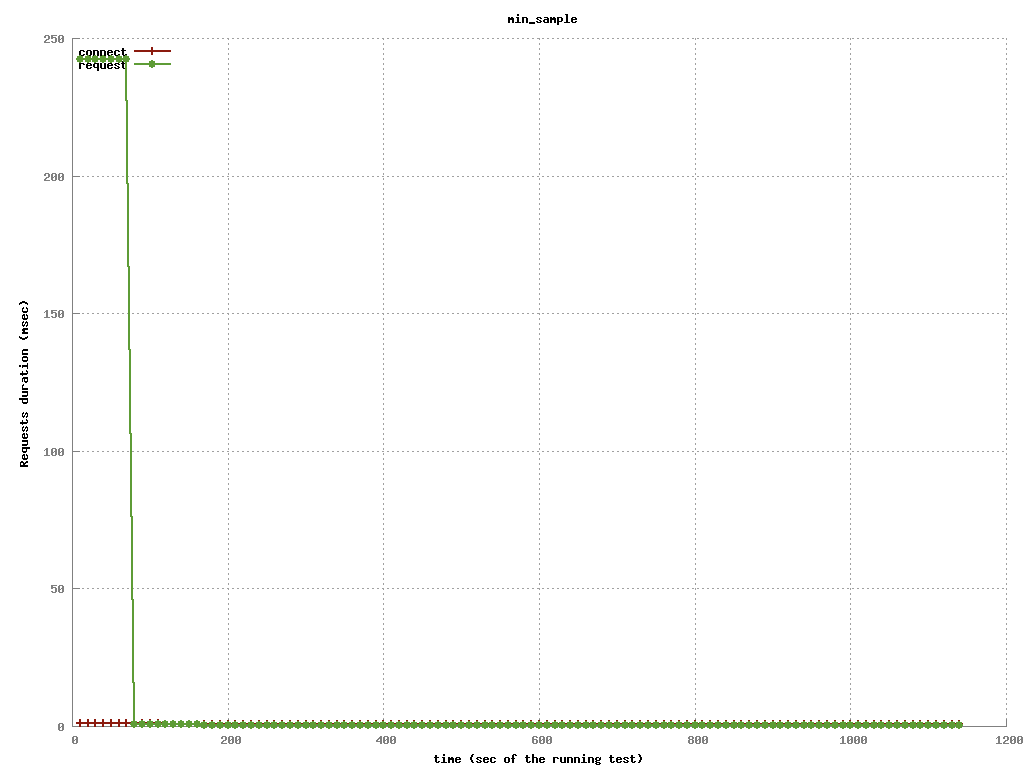 min_sample
250
connect
request
200
150
Requests duration (msec)
100
50
0
0 200 400 600 800 1000 1200
time (sec of the running test)